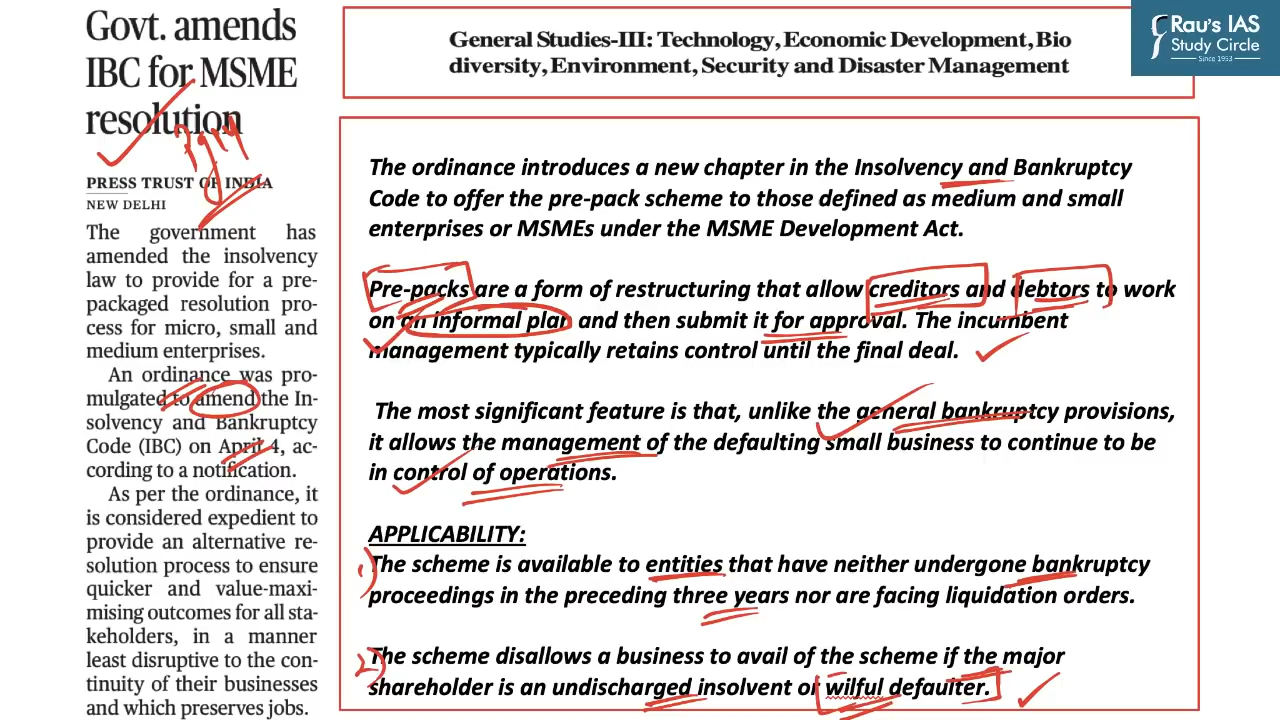 Govt. amends
IBC for MSME
resolution
Pg 14
PRESS TRUST OF INDIA
NEW DELHI
The government has
amended the insolvency
law to provide for a pre-
packaged resolution pro-
cess for micro, small and
medium enterprises.
An ordinance was pro-
mulgated to amend the In-
solvency and Bankruptcy
Code (IBC) on April 4, ac-
cording to a notification.
As per the ordinance, it
is considered expedient to
provide an alternative re-
solution process to ensure
quicker and value-maxi-
mising outcomes for all sta-
keholders, in a manner
least disruptive to the con-
tinuity of their businesses
and which preserves jobs.
General Studies-III: Technology, Economic Development, Bio
diversity, Environment, Security and Disaster Management
Rau's IAS
Study Circle
Since 1953
The ordinance introduces a new chapter in the Insolvency and Bankruptcy
Code to offer the pre-pack scheme to those defined as medium and small
enterprises or MSMEs under the MSME Development Act.
Pre-packs are a form of restructuring that allow creditors and debtors to work
on an informal plan and then submit it for approval. The incumbent
management typically retains control until the final deal.
The most significant feature is that, unlike the general bankruptcy provisions,
it allows the management of the defaulting small business to continue to be
in control of operations.
APPLICABILITY:
1)
The scheme is available to entities that have neither undergone bankruptcy
proceedings in the preceding three years nor are facing liquidation orders.
2)
The scheme disallows a business to avail of the scheme if the major
shareholder is an undischarged insolvent or wilful defaulter.